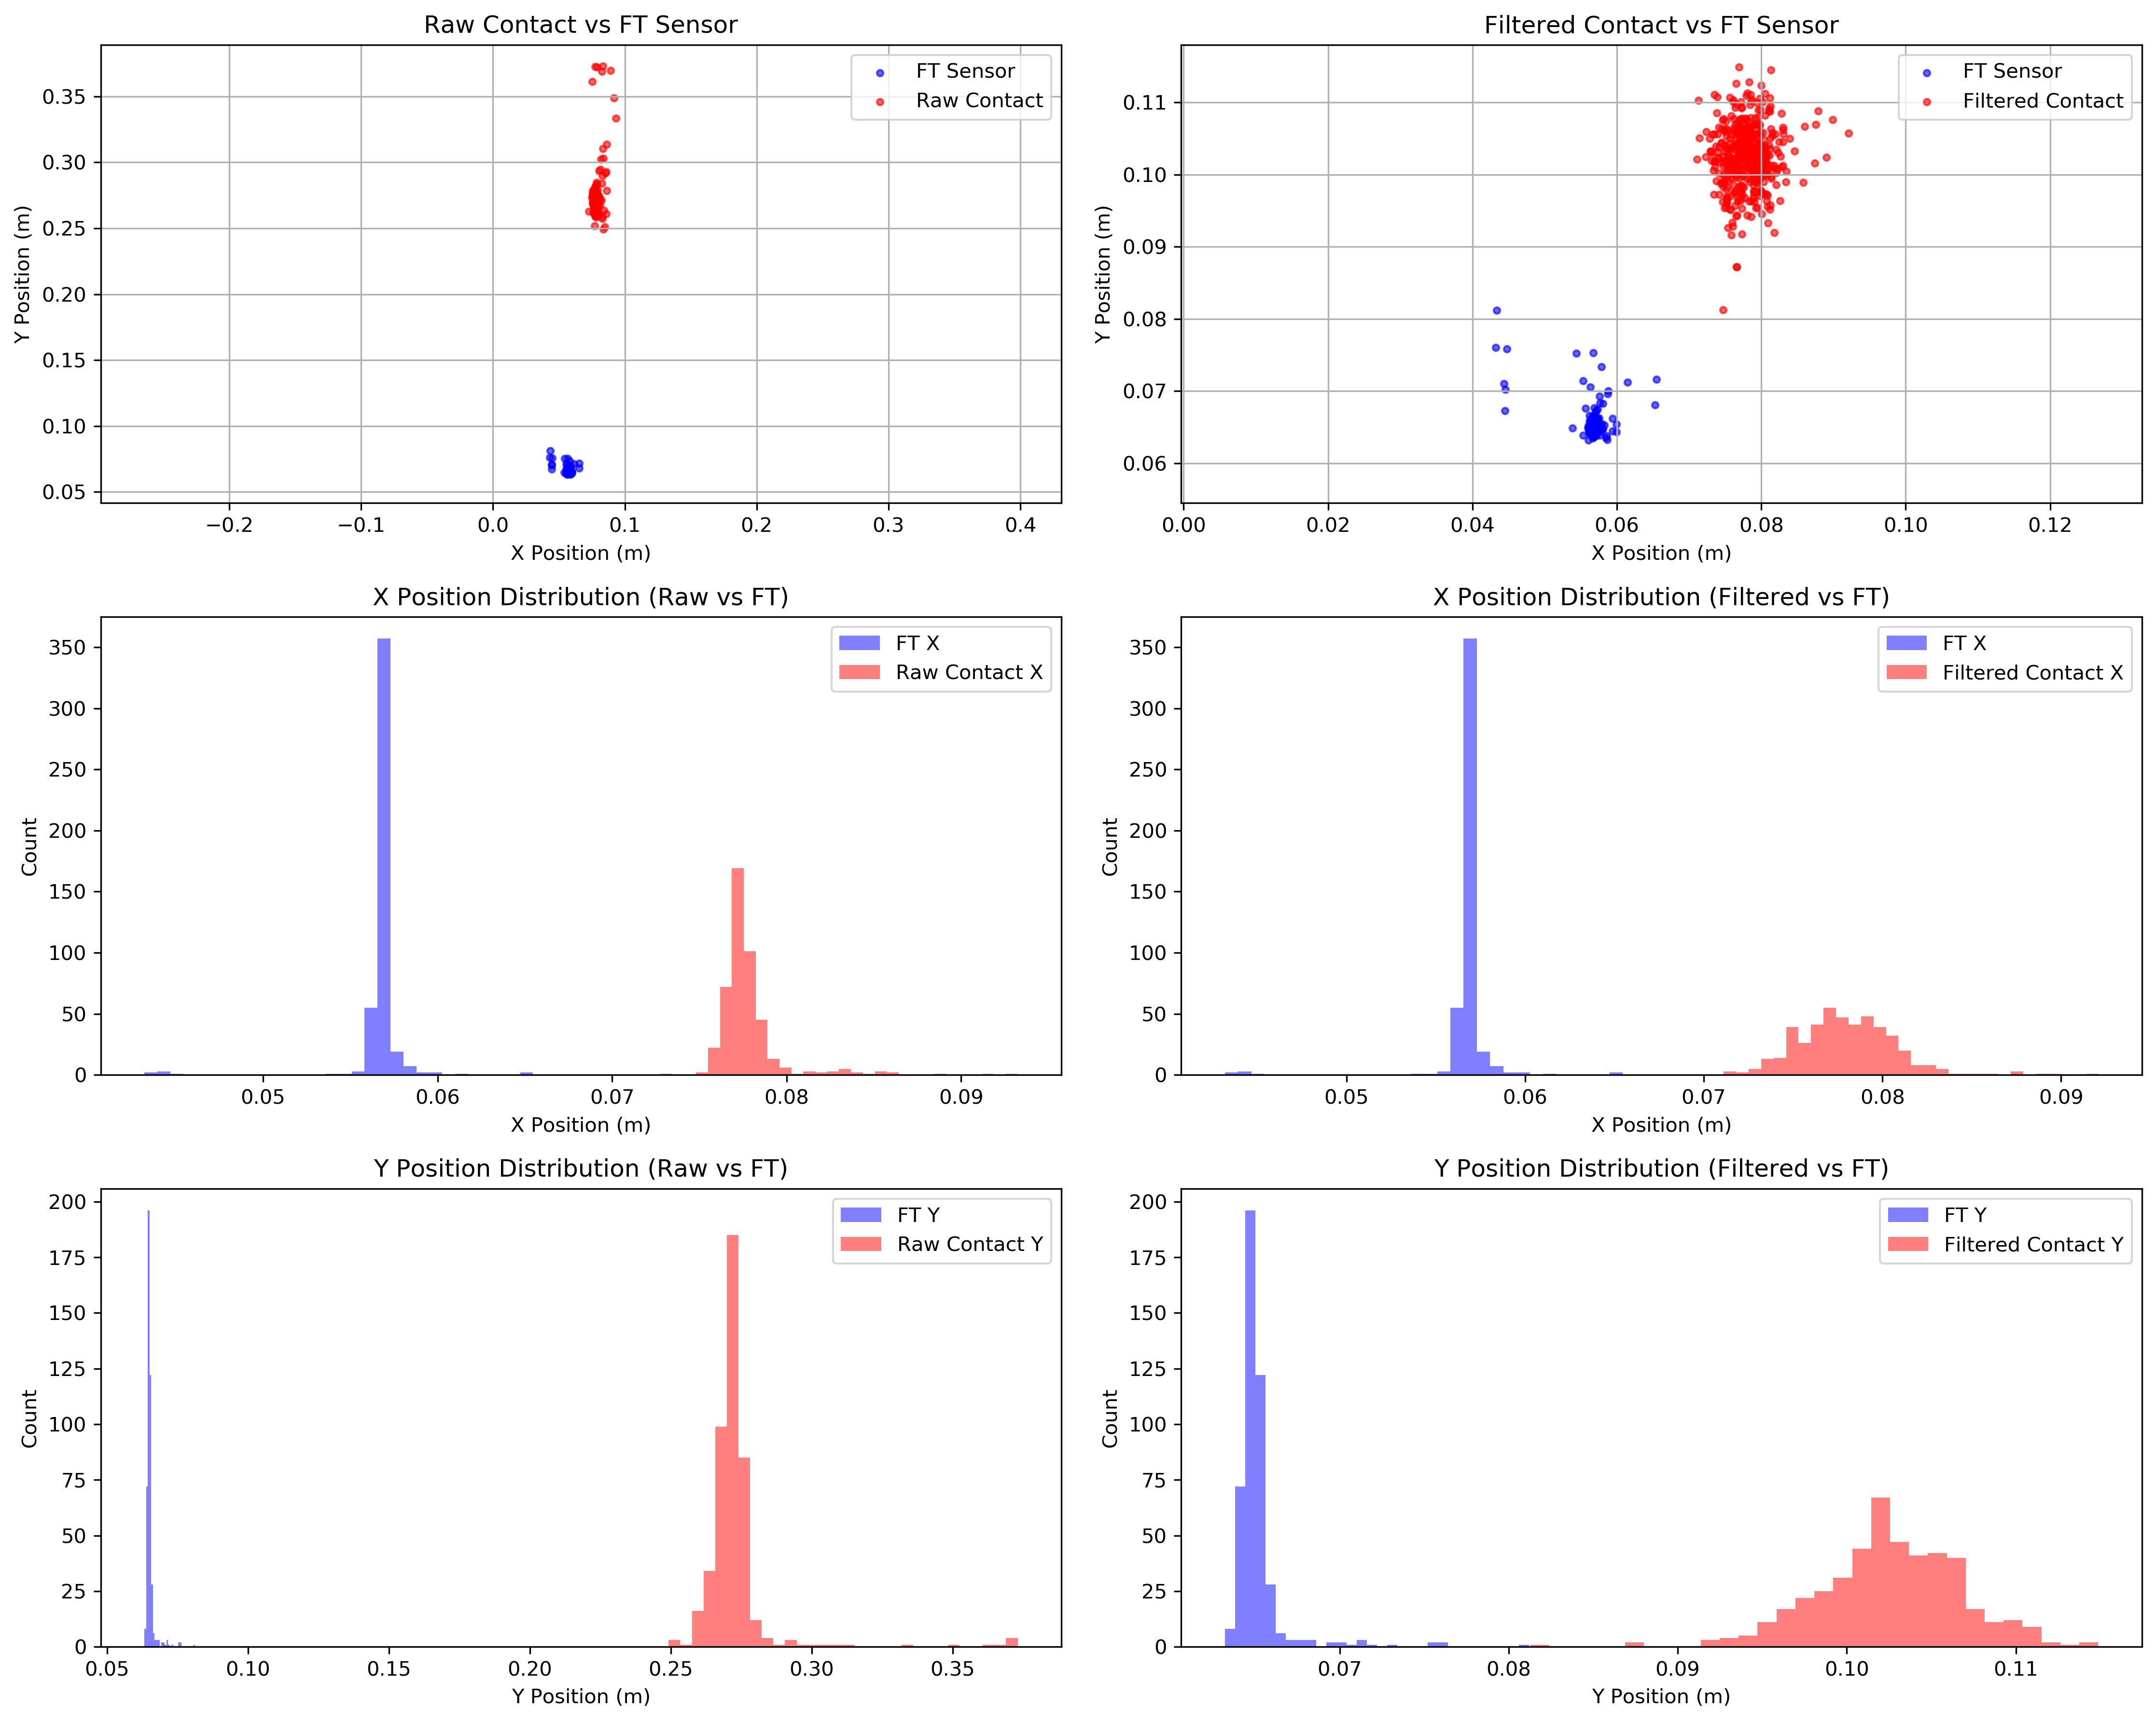 Raw Contact vs FT Sensor
FT Sensor
Raw Contact
Y Position (m)
0.35
0.30
0.25
0.20
0.15
0.10
0.05
−0.2 −0.1 0.0 0.1 0.2 0.3 0.4
X Position (m)
Filtered Contact vs FT Sensor
FT Sensor
Filtered Contact
Y Position (m)
0.11
0.10
0.09
0.08
0.07
0.06
0.00 0.02 0.04 0.06 0.08 0.10 0.12
X Position (m)
X Position Distribution (Raw vs FT)
FT X
Raw Contact X
Count
350
300
250
200
150
100
50
0
0.05 0.06 0.07 0.08 0.09
X Position (m)
X Position Distribution (Filtered vs FT)
FT X
Filtered Contact X
Count
350
300
250
200
150
100
50
0
0.05 0.06 0.07 0.08 0.09
X Position (m)
Y Position Distribution (Raw vs FT)
FT Y
Raw Contact Y
Count
200
175
150
125
100
75
50
25
0
0.05 0.10 0.15 0.20 0.25 0.30 0.35
Y Position (m)
Y Position Distribution (Filtered vs FT)
FT Y
Filtered Contact Y
Count
200
175
150
125
100
75
50
25
0
0.07 0.08 0.09 0.10 0.11
Y Position (m)